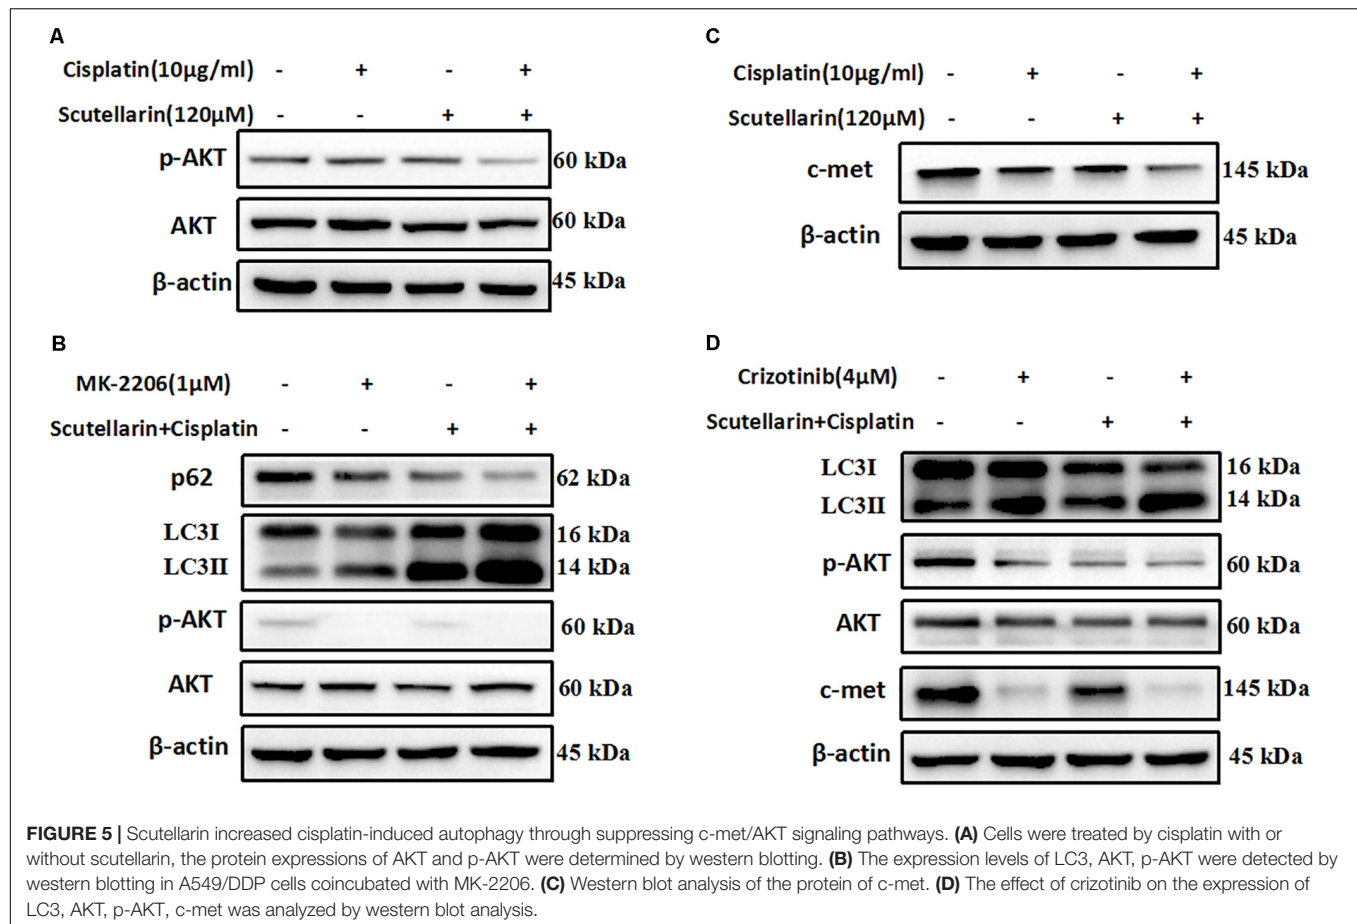 A
Cisplatin(10µg/ml) - + - +
Scutellarin(120µM) - - + +
p-AKT 60 kDa
AKT 60 kDa
β-actin 45 kDa
B
MK-2206(1µM) - + - +
Scutellarin+Cisplatin - - + +
p62 62 kDa
LC3I 16 kDa
LC3II 14 kDa
p-AKT 60 kDa
AKT 60 kDa
β-actin 45 kDa
C
Cisplatin(10µg/ml) - + - +
Scutellarin(120µM) - - + +
c-met 145 kDa
β-actin 45 kDa
D
Crizotinib(4µM) - + - +
Scutellarin+Cisplatin - - + +
LC3I 16 kDa
LC3II 14 kDa
p-AKT 60 kDa
AKT 60 kDa
c-met 145 kDa
β-actin 45 kDa
FIGURE 5 | Scutellarin increased cisplatin-induced autophagy through suppressing c-met/AKT signaling pathways. (A) Cells were treated by cisplatin with or
without scutellarin, the protein expressions of AKT and p-AKT were determined by western blotting. (B) The expression levels of LC3, AKT, p-AKT were detected by
western blotting in A549/DDP cells coincubated with MK-2206. (C) Western blot analysis of the protein of c-met. (D) The effect of crizotinib on the expression of
LC3, AKT, p-AKT, c-met was analyzed by western blot analysis.